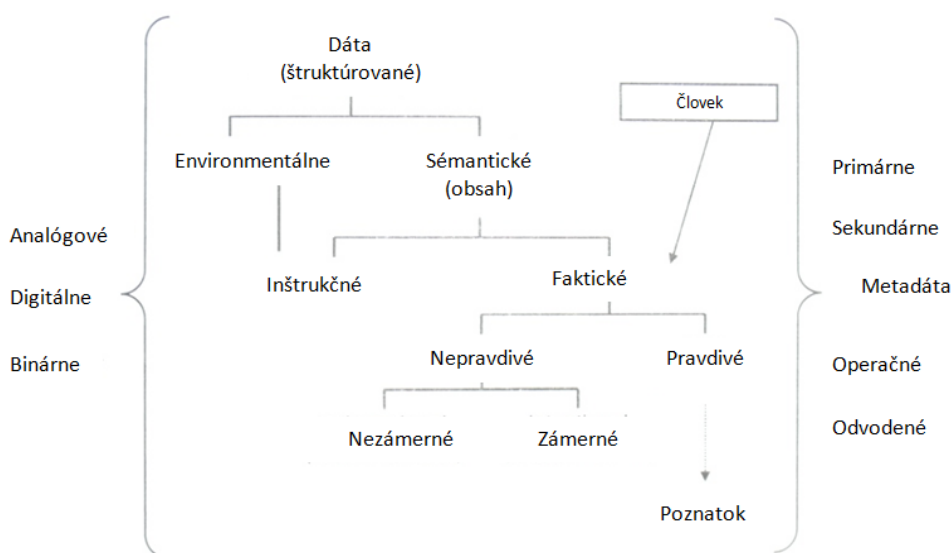 Dáta
(štruktúrované)
Človek
Environmentálne
Sémantické
(obsah)
Primárne
Analógové
Sekundárne
Inštrukčné
Faktické
Digitálne
Metadáta
Nepravdivé
Pravdivé
Binárne
Operačné
Nezámerné
Zámerné
Odvodené
Poznatok